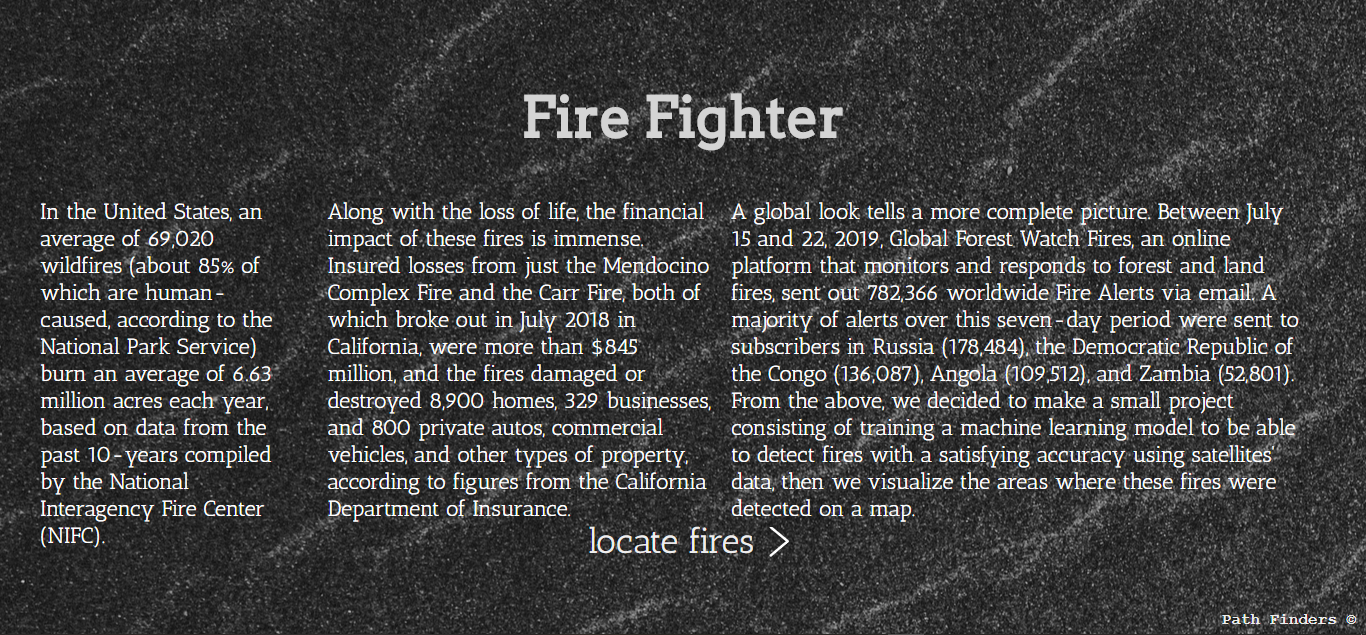 Fire Fighter
In the United States, an
average of 69,020
wildfires (about 85% of
which are human-
caused, according to the
National Park Service)
burn an average of 6.63
million acres each year,
based on data from the
past 10-years compiled
by the National
Interagency Fire Center
(NIFC).
Along with the loss of life, the financial
impact of these fires is immense.
Insured losses from just the Mendocino
Complex Fire and the Carr Fire, both of
which broke out in July 2018 in
California, were more than $845
million, and the fires damaged or
destroyed 8,900 homes, 329 businesses,
and 800 private autos, commercial
vehicles, and other types of property,
according to figures from the California
Department of Insurance.
A global look tells a more complete picture. Between July
15 and 22, 2019, Global Forest Watch Fires, an online
platform that monitors and responds to forest and land
fires, sent out 782,366 worldwide Fire Alerts via email. A
majority of alerts over this seven-day period were sent to
subscribers in Russia (178,484), the Democratic Republic of
the Congo (136,087), Angola (109,512), and Zambia (52,801).
From the above, we decided to make a small project
consisting of training a machine learning model to be able
to detect fires with a satisfying accuracy using satellites'
data, then we visualize the areas where these fires were
detected on a map.
locate fires >
Path Finders ©